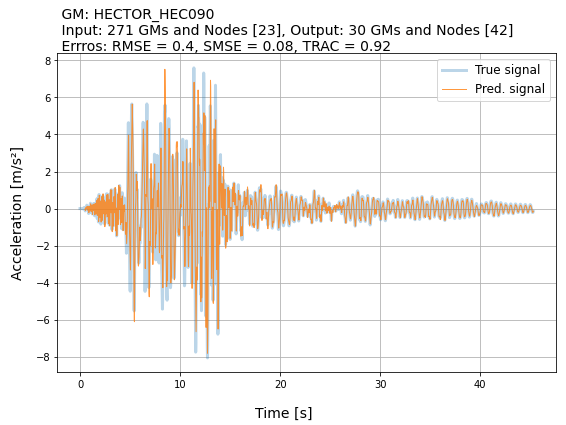 GM: HECTOR_HEC090
Input: 271 GMs and Nodes [23], Output: 30 GMs and Nodes [42]
Errros: RMSE = 0.4, SMSE = 0.08, TRAC = 0.92
True signal
Pred. signal
8
6
4
2
0
−2
−4
−6
−8
Acceleration [m/s²]
0 10 20 30 40
Time [s]